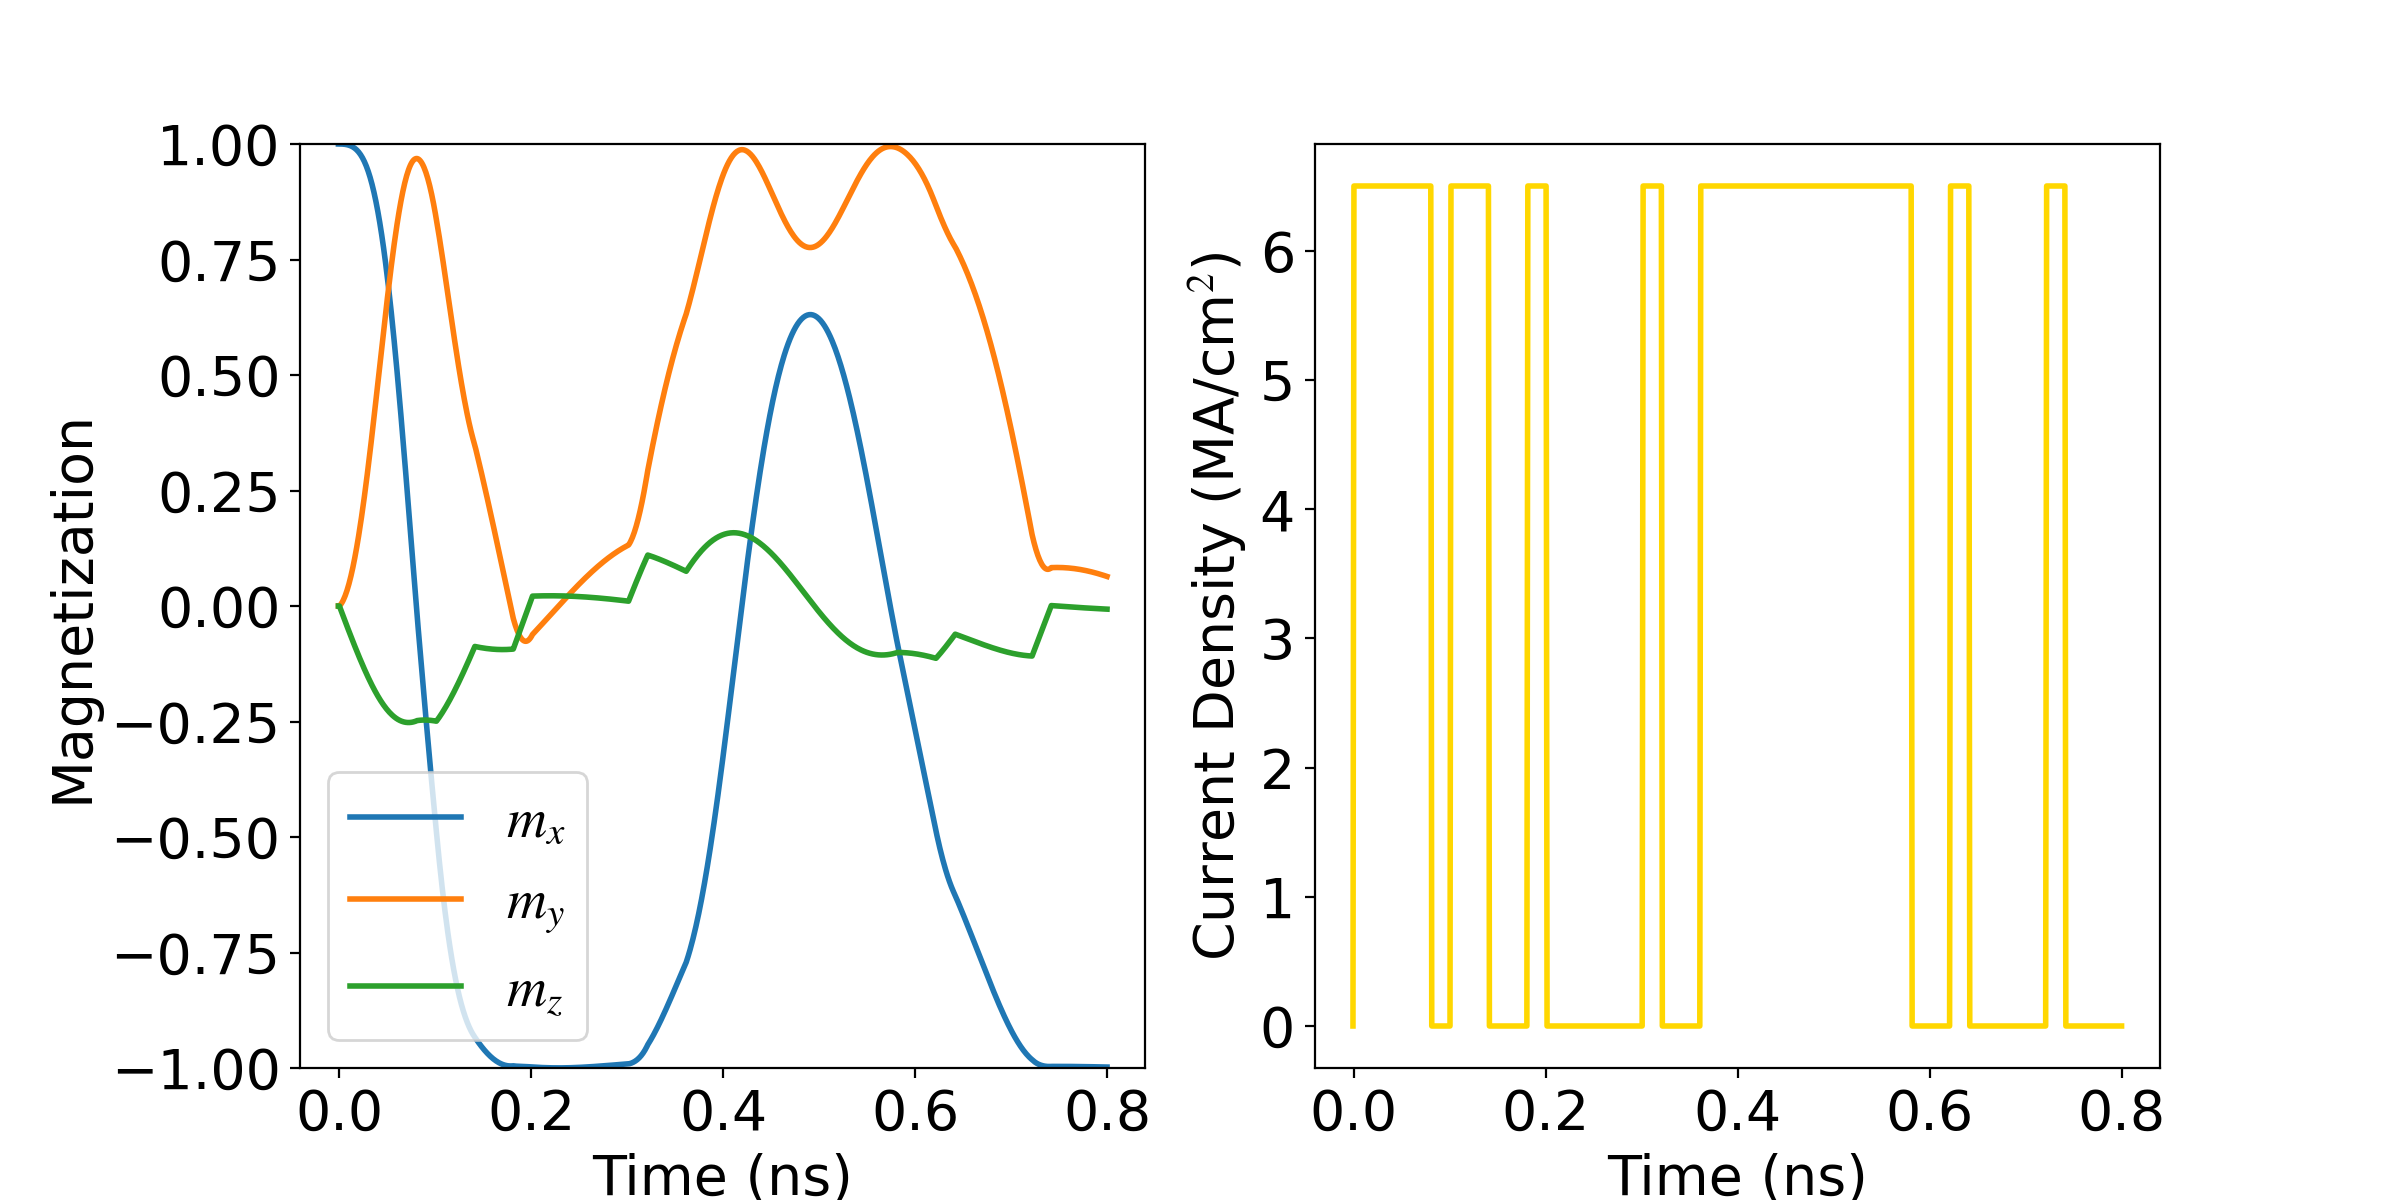 1.00
0.75
0.50
0.25
0.00
−0.25
−0.50
−0.75
−1.00
Magnetization
m_x
m_y
m_z
0.0 0.2 0.4 0.6 0.8
Time (ns)
6
5
4
3
2
1
0
Current Density (MA/cm²)
0.0 0.2 0.4 0.6 0.8
Time (ns)